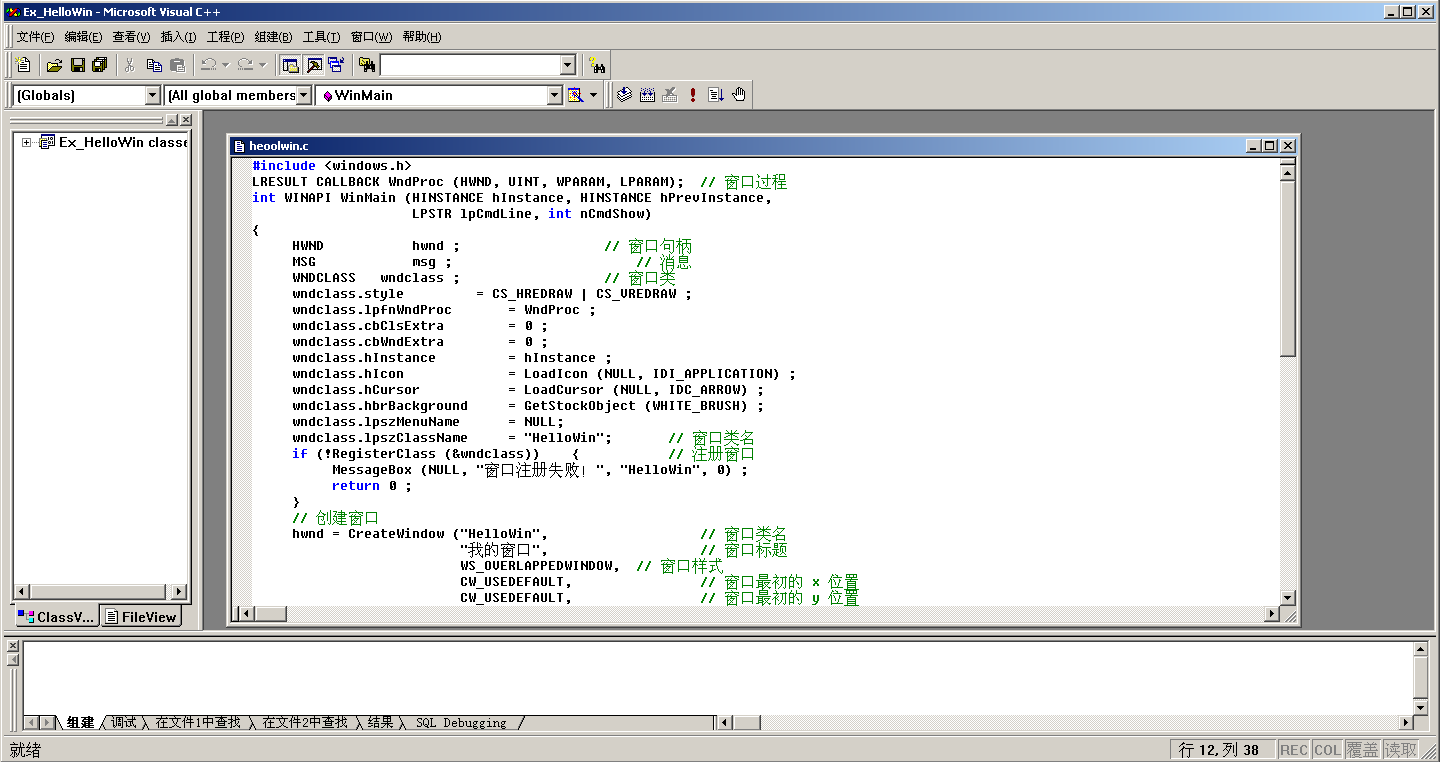 Ex_HelloWin - Microsoft Visual C++
文件(F) 编辑(E) 查看(V) 插入(I) 工程(P) 组建(B) 工具(T) 窗口(W) 帮助(H)
(Globals) (All global members WinMain
Ex_HelloWin classe
heoolwin.c
#include <windows.h>
LRESULT CALLBACK WndProc (HWND, UINT, WPARAM, LPARAM);  // 窗口过程
int WINAPI WinMain (HINSTANCE hInstance, HINSTANCE hPrevInstance,
LPSTR lpCmdLine, int nCmdShow)
{
HWND hwnd ; // 窗口句柄
MSG msg ; // 消息
WNDCLASS wndclass ; // 窗口类
wndclass.style = CS_HREDRAW | CS_VREDRAW ;
wndclass.lpfnWndProc = WndProc ;
wndclass.cbClsExtra = 0 ;
wndclass.cbWndExtra = 0 ;
wndclass.hInstance = hInstance ;
wndclass.hIcon = LoadIcon (NULL, IDI_APPLICATION) ;
wndclass.hCursor = LoadCursor (NULL, IDC_ARROW) ;
wndclass.hbrBackground = GetStockObject (WHITE_BRUSH) ;
wndclass.lpszMenuName = NULL;
wndclass.lpszClassName = "HelloWin"; // 窗口类名
if (!RegisterClass (&wndclass)) { // 注册窗口
MessageBox (NULL, "窗口注册失败！", "HelloWin", 0) ;
return 0 ;
}
// 创建窗口
hwnd = CreateWindow ("HelloWin", // 窗口类名
"我的窗口", // 窗口标题
WS_OVERLAPPEDWINDOW, // 窗口样式
CW_USEDEFAULT, // 窗口最初的 x 位置
CW_USEDEFAULT, // 窗口最初的 y 位置
ClassV... FileView
组建 调试 在文件1中查找 在文件2中查找 结果 SQL Debugging
就绪 行 12, 列 38 REC COL 覆盖 读取